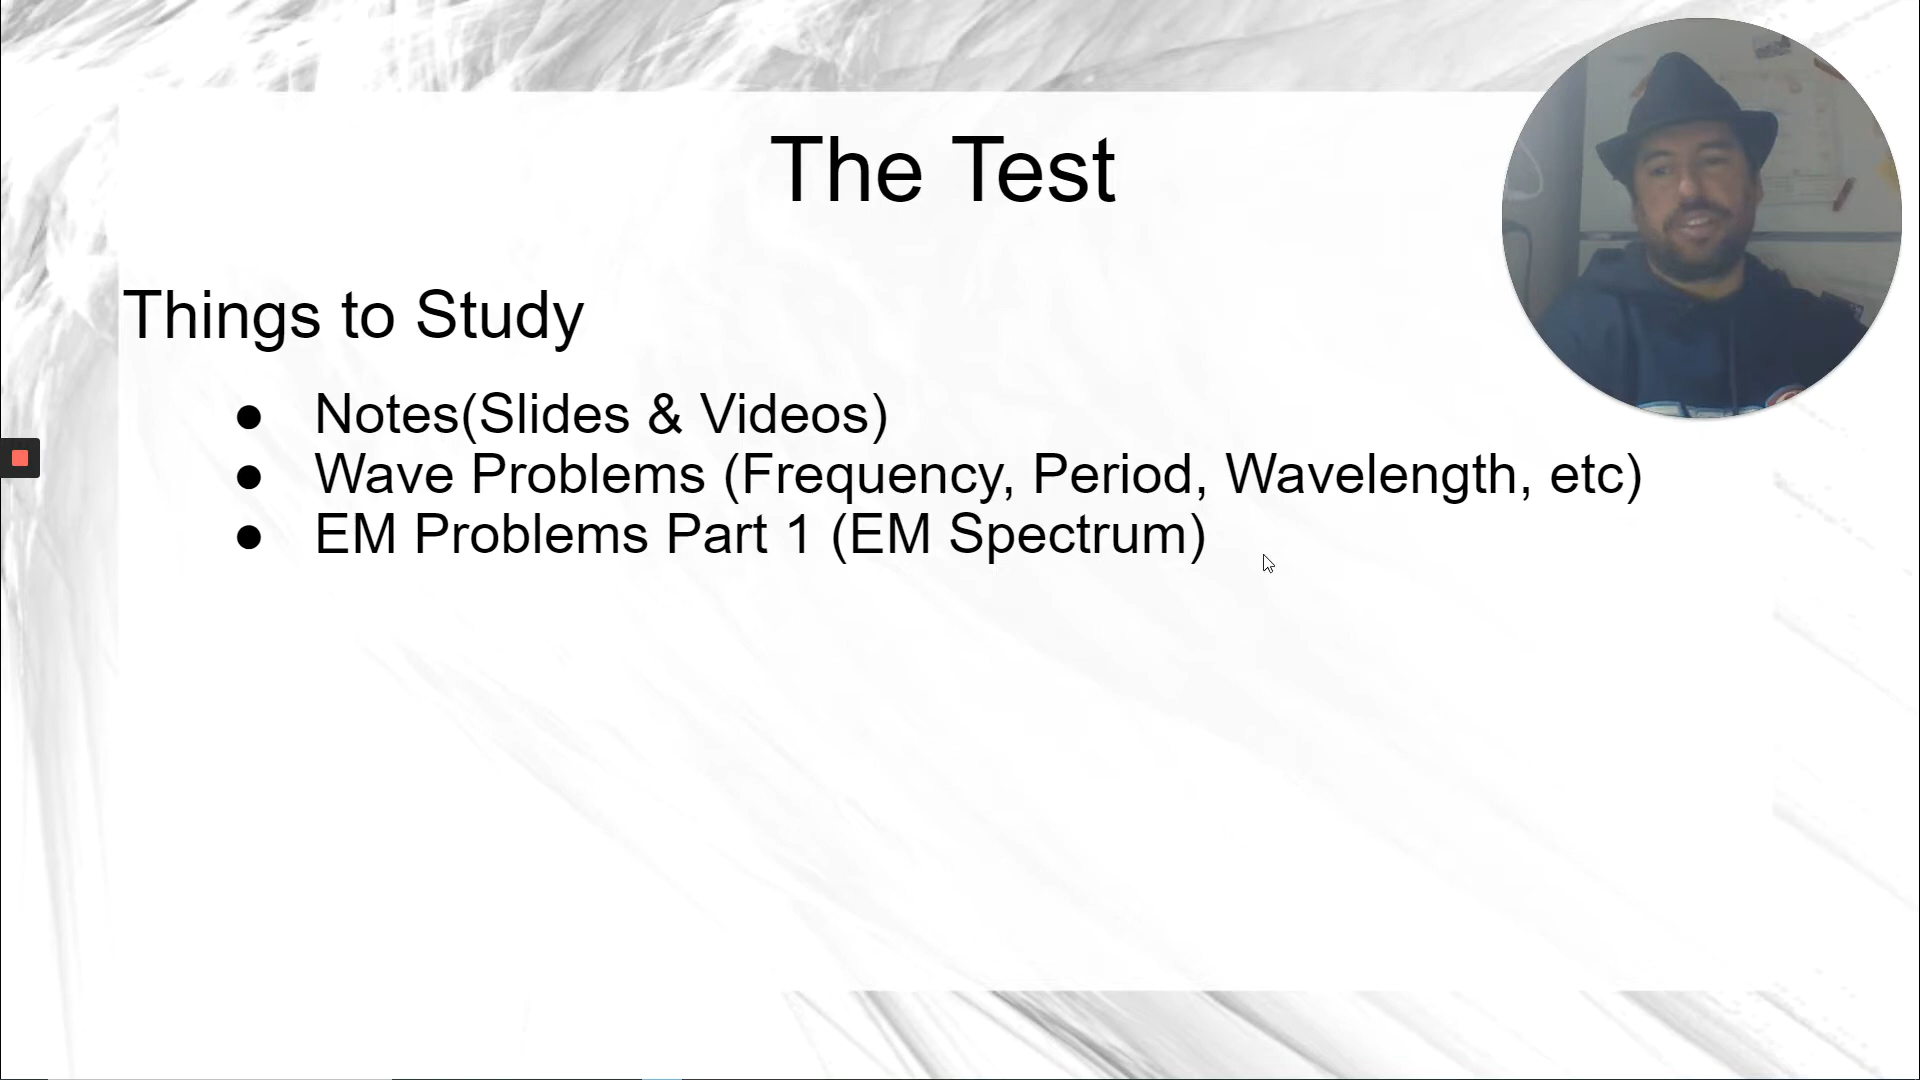 The Test
Things to Study
● Notes(Slides & Videos)
● Wave Problems (Frequency, Period, Wavelength, etc)
● EM Problems Part 1 (EM Spectrum)